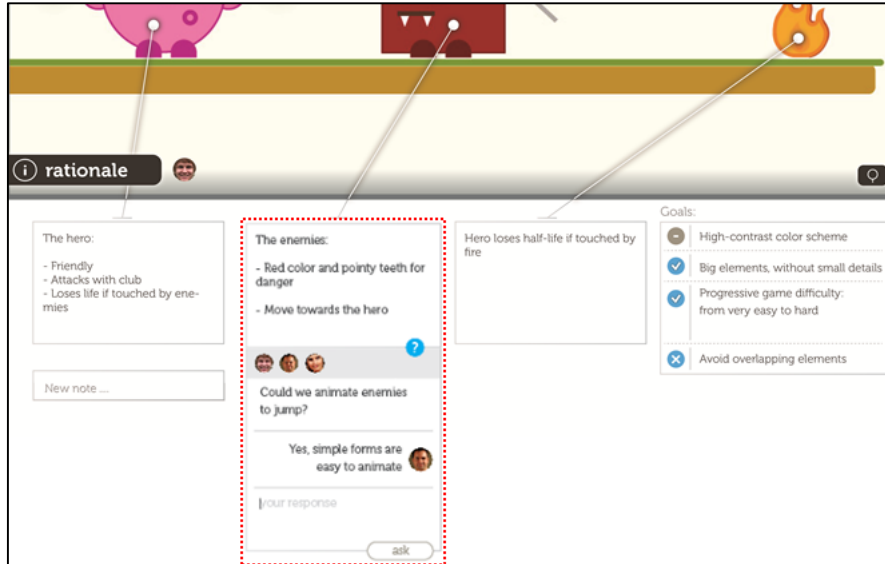 i rationale
The hero:
- Friendly
- Attacks with club
- Loses life if touched by ene-
mies
New note ....
The enemies:
- Red color and pointy teeth for
danger
- Move towards the hero
?
Could we animate enemies
to jump?
Yes, simple forms are
easy to animate
your response
ask
Hero loses half-life if touched by
fire
Goals:
High-contrast color scheme
Big elements, without small details
Progressive game difficulty:
from very easy to hard
Avoid overlapping elements